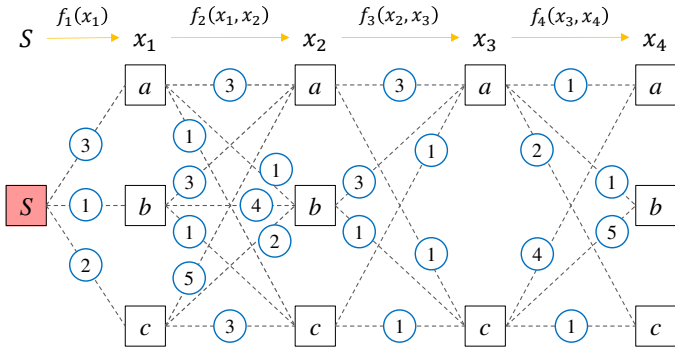 S f₁(x₁) x₁ f₂(x₁, x₂) x₂ f₃(x₂, x₃) x₃ f₄(x₃, x₄) x₄
a 3 a 3 a 1 a
3 1 1 2
3 1 3 1
S 1 b 4 b b
2 1 2 1 5
5 1 4
c 3 c 1 c 1 c